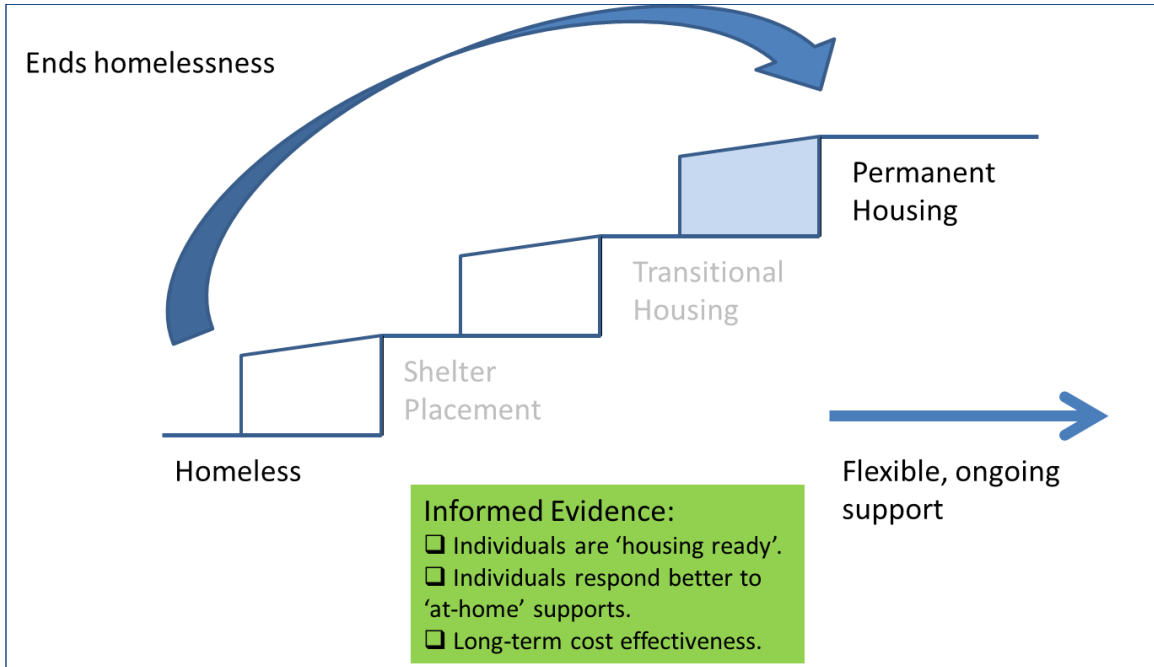 Ends homelessness
Permanent
Housing
Transitional
Housing
Shelter
Placement
Homeless
Flexible, ongoing
support
Informed Evidence:
❑ Individuals are ‘housing ready’.
❑ Individuals respond better to
‘at-home’ supports.
❑ Long-term cost effectiveness.